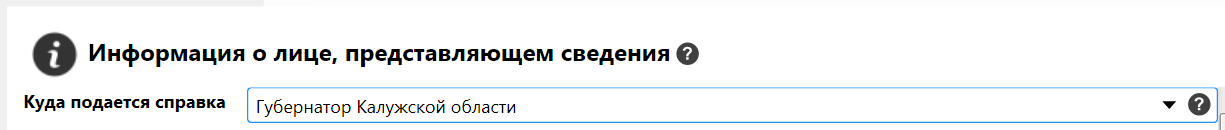 Информация о лице, представляющем сведения
Куда подается справка
Губернатор Калужской области